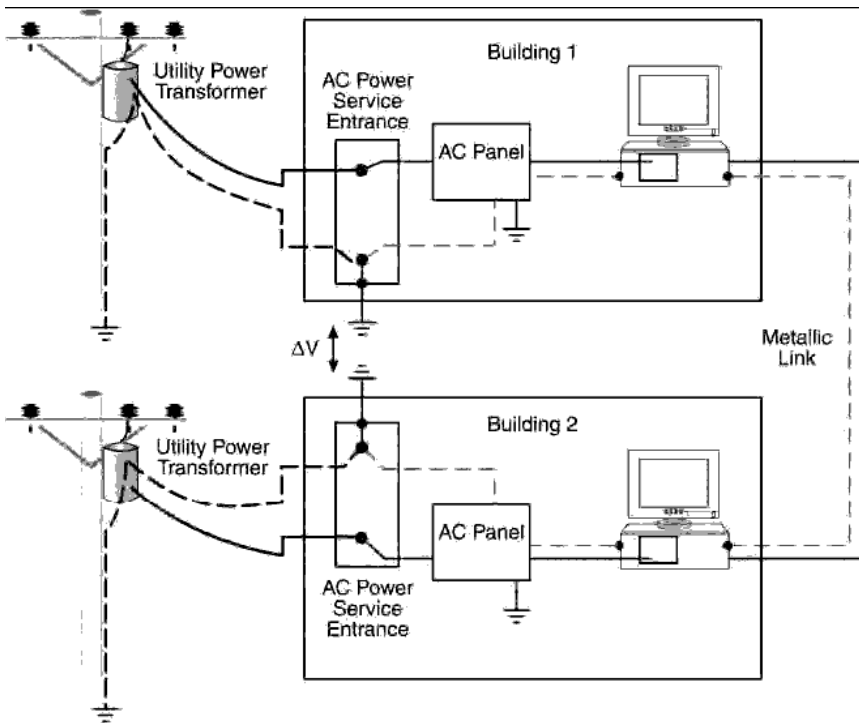 Building 1
Utility Power
Transformer
AC Power
Service
Entrance
AC Panel
ΔV
Metallic
Link
Building 2
Utility Power
Transformer
AC Panel
AC Power
Service
Entrance